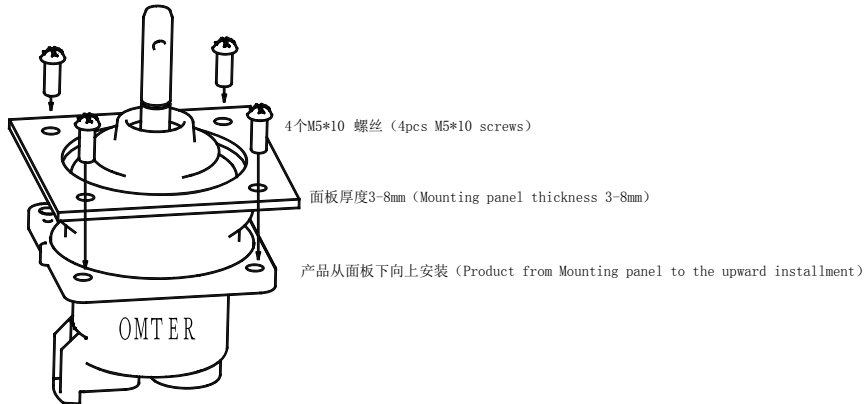 4个M5*10 螺丝（4pcs M5*10 screws）
面板厚度3-8mm（Mounting panel thickness 3-8mm）
产品从面板下向上安装（Product from Mounting panel to the upward installment）
OMTER